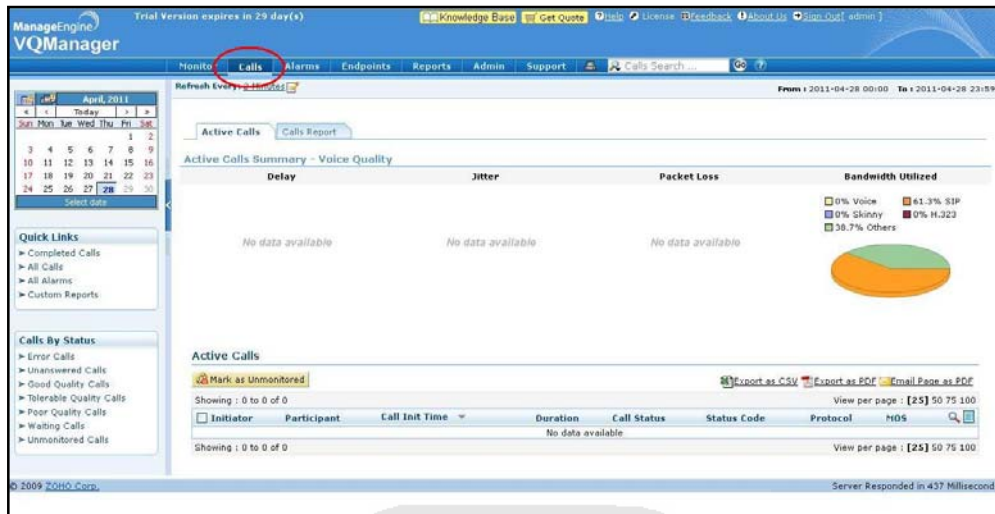 Trial Version expires in 29 day(s)
Knowledge Base Get Quote Help License Feedback About Us Sign Out[ admin ]
ManageEngine
VQManager
Monitor Calls Alarms Endpoints Reports Admin Support Calls Search ... Go ?
Refresh Every: 2 Minutes
From : 2011-04-28 00:00 To : 2011-04-28 23:59
April, 2011
« ‹ Today › »
Sun Mon Tue Wed Thu Fri Sat
1 2
3 4 5 6 7 8 9
10 11 12 13 14 15 16
17 18 19 20 21 22 23
24 25 26 27 28 29 30
Select date
Quick Links
Completed Calls
All Calls
All Alarms
Custom Reports
Calls By Status
Error Calls
Unanswered Calls
Good Quality Calls
Tolerable Quality Calls
Poor Quality Calls
Waiting Calls
Unmonitored Calls
Active Calls Calls Report
Active Calls Summary - Voice Quality
Delay Jitter Packet Loss Bandwidth Utilized
No data available No data available No data available
0% Voice 61.3% SIP
0% Skinny 0% H.323
38.7% Others
Active Calls
Mark as Unmonitored
Export as CSV Export as PDF Email Page as PDF
Showing : 0 to 0 of 0 View per page : [25] 50 75 100
Initiator Participant Call Init Time Duration Call Status Status Code Protocol MOS
No data available
Showing : 0 to 0 of 0 View per page : [25] 50 75 100
© 2009 ZOHO Corp. Server Responded in 437 Millisecond